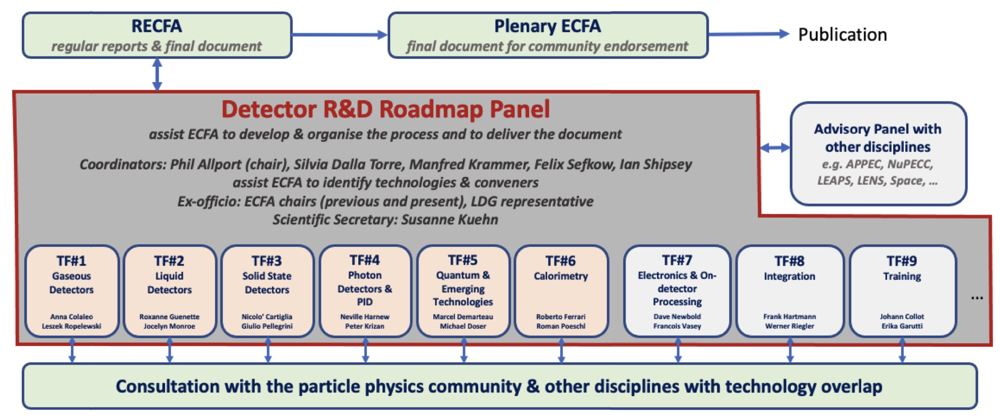 RECFA
regular reports & final document
Plenary ECFA
final document for community endorsement
Publication
Detector R&D Roadmap Panel
assist ECFA to develop & organise the process and to deliver the document
Coordinators: Phil Allport (chair), Silvia Dalla Torre, Manfred Krammer, Felix Sefkow, Ian Shipsey
assist ECFA to identify technologies & conveners
Ex-officio: ECFA chairs (previous and present), LDG representative
Scientific Secretary: Susanne Kuehn
Advisory Panel with
other disciplines
e.g. APPEC, NuPECC,
LEAPS, LENS, Space, ...
TF#1
Gaseous
Detectors
Anna Colaleo
Leszek Ropelewski
TF#2
Liquid
Detectors
Roxanne Guenette
Jocelyn Monroe
TF#3
Solid State
Detectors
Nicolo' Cartiglia
Giulio Pellegrini
TF#4
Photon
Detectors &
PID
Neville Harnew
Peter Krizan
TF#5
Quantum &
Emerging
Technologies
Marcel Demarteau
Michael Doser
TF#6
Calorimetry
Roberto Ferrari
Roman Poeschl
TF#7
Electronics & On-
detector
Processing
Dave Newbold
Francois Vasey
TF#8
Integration
Frank Hartmann
Werner Riegler
TF#9
Training
Johann Collot
Erika Garutti
...
Consultation with the particle physics community & other disciplines with technology overlap